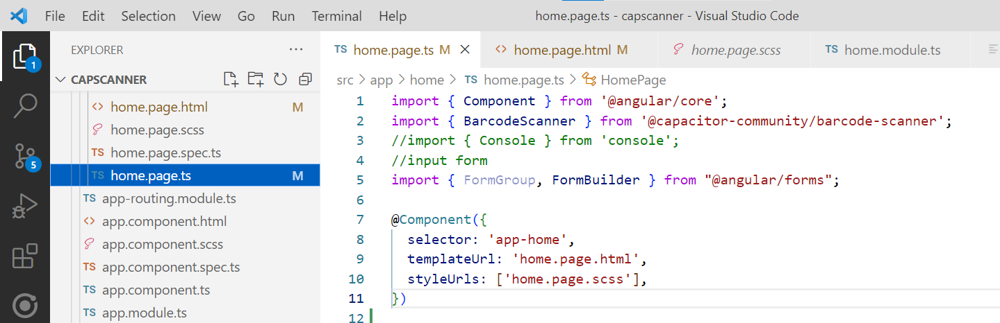 File Edit Selection View Go Run Terminal Help home.page.ts - capscanner - Visual Studio Code
EXPLORER ···
TS home.page.ts M
home.page.html M
home.page.scss
TS home.module.ts
1
CAPSCANNER
src > app > home > TS home.page.ts > HomePage
home.page.html M
home.page.scss
TS home.page.spec.ts
5
TS home.page.ts M
TS app-routing.module.ts
app.component.html
app.component.scss
TS app.component.spec.ts
TS app.component.ts
TS app.module.ts
1 import { Component } from '@angular/core';
2 import { BarcodeScanner } from '@capacitor-community/barcode-scanner';
3 //import { Console } from 'console';
4 //input form
5 import { FormGroup, FormBuilder } from "@angular/forms";
6
7 @Component({
8 selector: 'app-home',
9 templateUrl: 'home.page.html',
10 styleUrls: ['home.page.scss'],
11 })
12